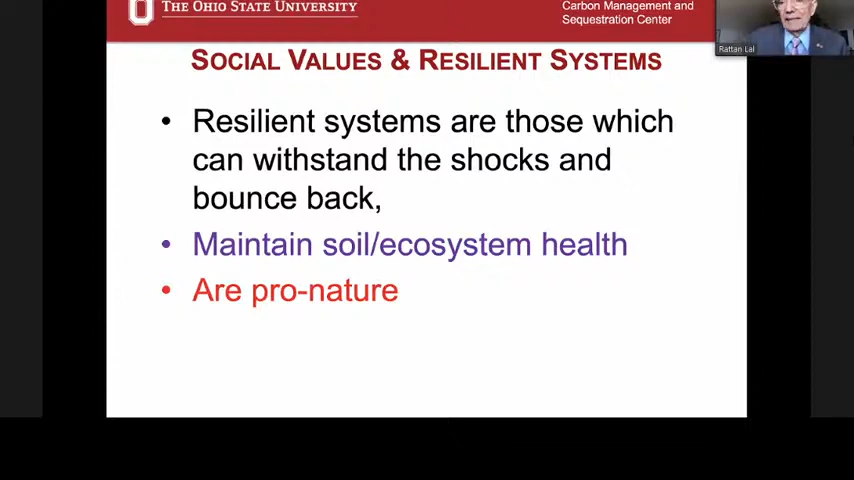 THE OHIO STATE UNIVERSITY
Carbon Management and
Sequestration Center
Rattan Lal
SOCIAL VALUES & RESILIENT SYSTEMS
• Resilient systems are those which
can withstand the shocks and
bounce back,
• Maintain soil/ecosystem health
• Are pro-nature